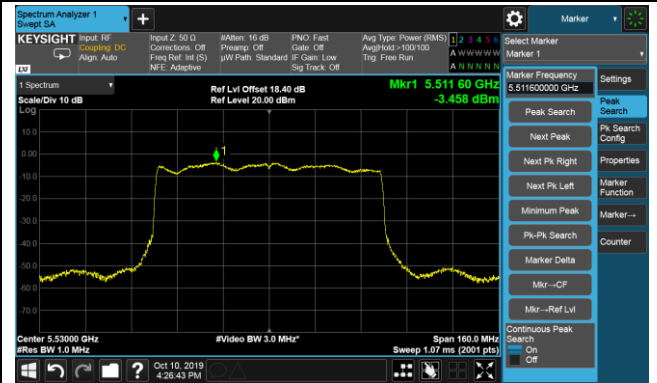 Spectrum Analyzer 1
Swept SA
Marker
KEYSIGHT
Input: RF
Coupling: DC
Align: Auto
Input Z: 50 Ω
Corrections: Off
Freq Ref: Int (S)
NFE: Adaptive
#Atten: 16 dB
Preamp: Off
µW Path: Standard
PNO: Fast
Gate: Off
IF Gain: Low
Sig Track: Off
Avg Type: Power (RMS)
Avg|Hold:>100/100
Trig: Free Run
1 2 3 4 5 6
A W W W W W
A N N N N N
LXI
Select Marker
Marker 1
1 Spectrum
Scale/Div 10 dB
Log
Ref Lvl Offset 18.40 dB
Ref Level 20.00 dBm
Mkr1 5.511 60 GHz
-3.458 dBm
10.0
0.00
-10.0
-20.0
-30.0
-40.0
-50.0
-60.0
-70.0
1
Center 5.53000 GHz
#Res BW 1.0 MHz
#Video BW 3.0 MHz*
Span 160.0 MHz
Sweep 1.07 ms (2001 pts)
Marker Frequency
5.511600000 GHz
Peak Search
Next Peak
Next Pk Right
Next Pk Left
Minimum Peak
Pk-Pk Search
Marker Delta
Mkr→CF
Mkr→Ref Lvl
Continuous Peak
Search
On
Off
Settings
Peak
Search
Pk Search
Config
Properties
Marker
Function
Marker→
Counter
?
Oct 10, 2019
4:26:43 PM